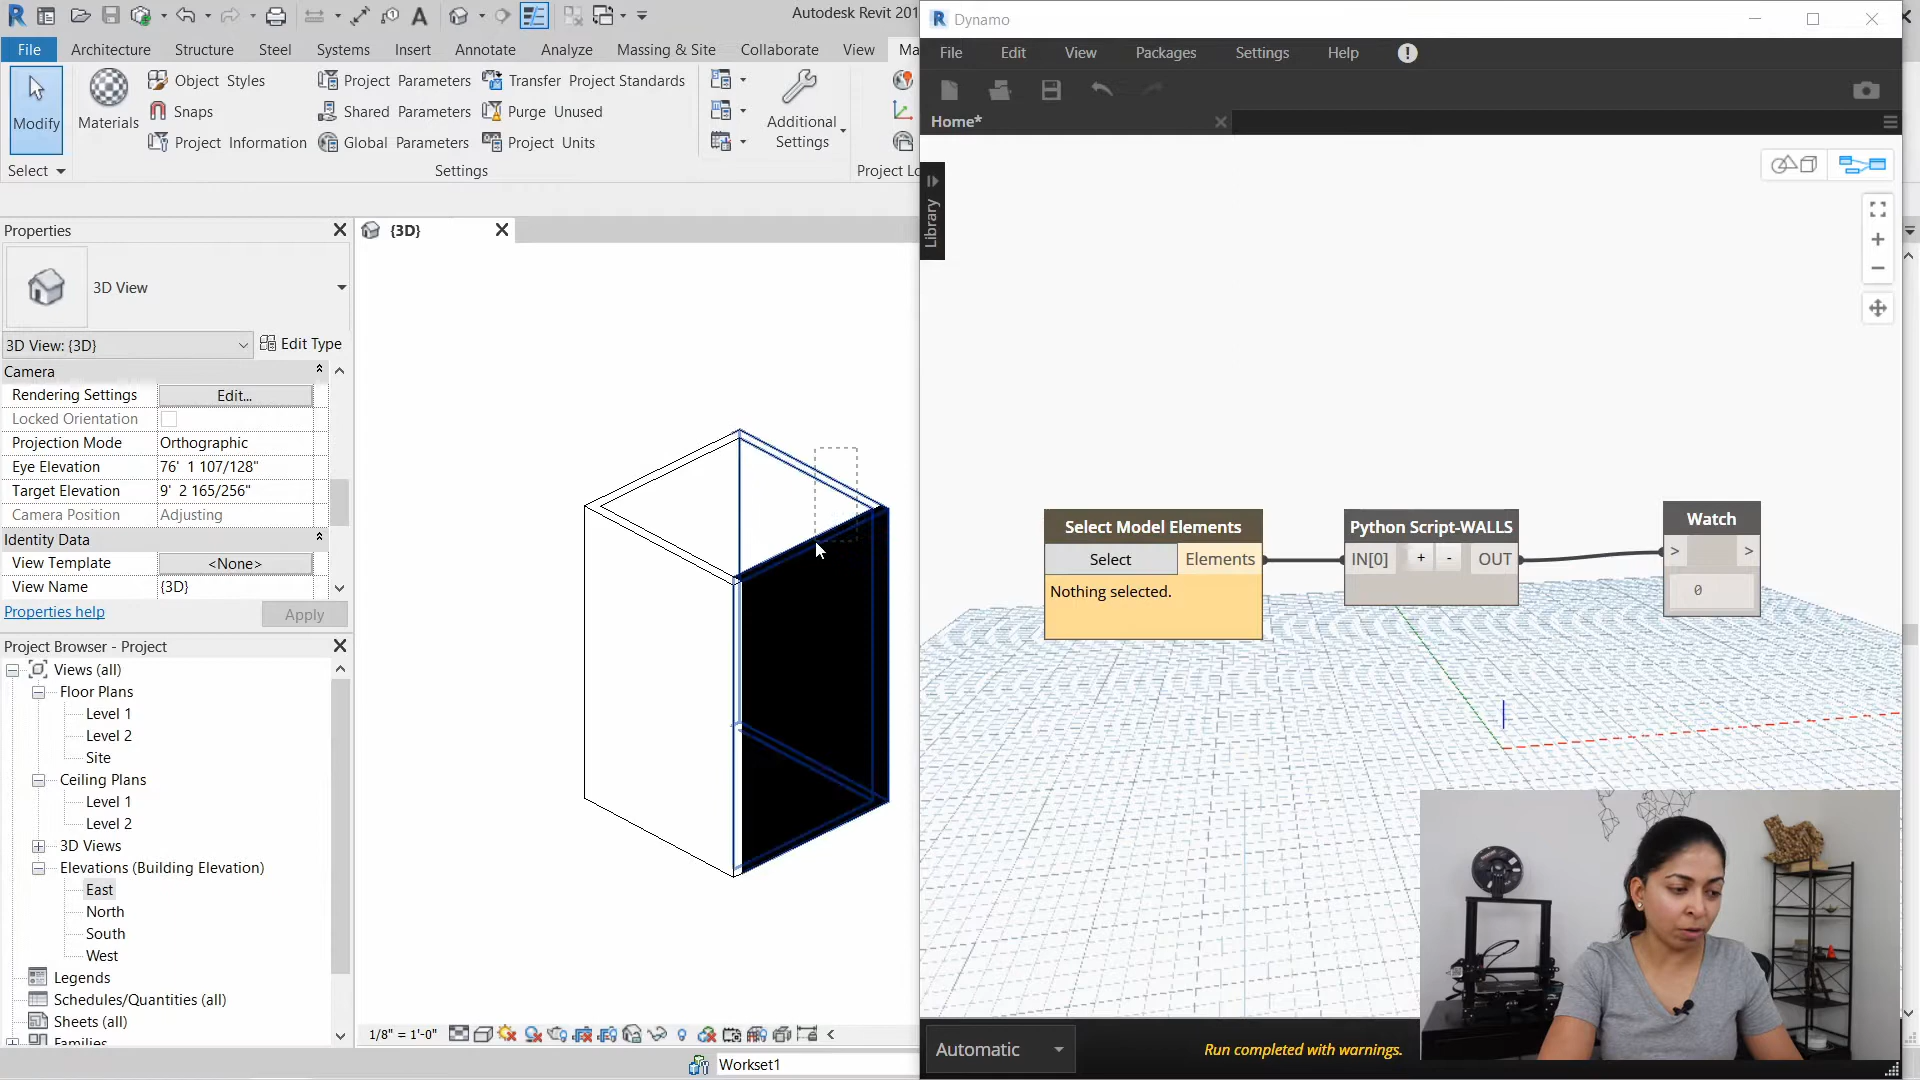 Autodesk Revit 201
File Architecture Structure Steel Systems Insert Annotate Analyze Massing & Site Collaborate View Ma
Modify
Materials
Object Styles
Snaps
Project Information
Project Parameters
Shared Parameters
Global Parameters
Transfer Project Standards
Purge Unused
Project Units
Additional
Settings
Select
Settings
Project Lo
Properties
3D View
3D View: {3D}
Edit Type
Camera
Rendering Settings Edit...
Locked Orientation
Projection Mode Orthographic
Eye Elevation 76' 1 107/128"
Target Elevation 9' 2 165/256"
Camera Position Adjusting
Identity Data
View Template <None>
View Name {3D}
Properties help
Apply
Project Browser - Project
Views (all)
Floor Plans
Level 1
Level 2
Site
Ceiling Plans
Level 1
Level 2
3D Views
Elevations (Building Elevation)
East
North
South
West
Legends
Schedules/Quantities (all)
Sheets (all)
Families
{3D}
1/8" = 1'-0"
Workset1
Dynamo
File Edit View Packages Settings Help
Home*
Library
Select Model Elements
Select Elements
Nothing selected.
Python Script-WALLS
IN[0] + - OUT
Watch
> >
0
Automatic
Run completed with warnings.